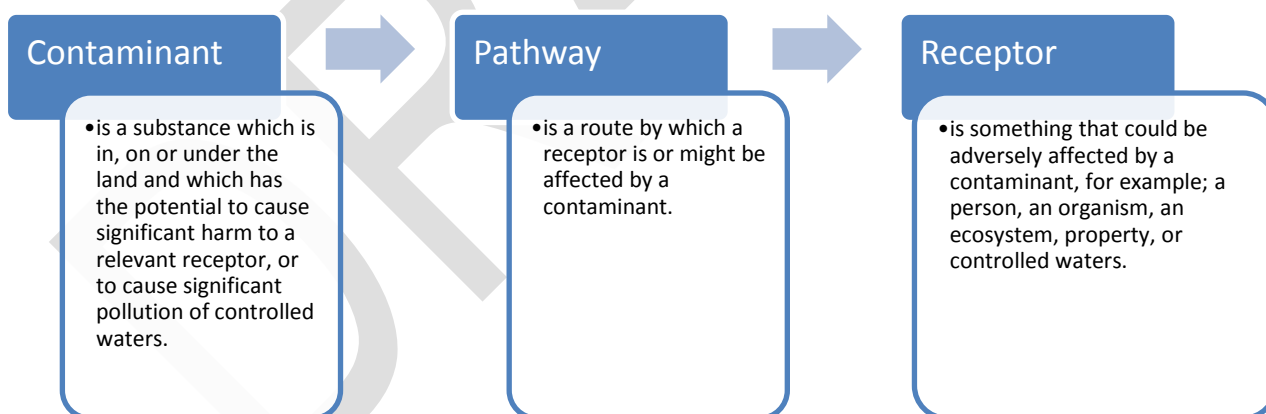 Contaminant
•is a substance which is
in, on or under the
land and which has
the potential to cause
significant harm to a
relevant receptor, or
to cause significant
pollution of controlled
waters.
Pathway
•is a route by which a
receptor is or might be
affected by a
contaminant.
Receptor
•is something that could be
adversely affected by a
contaminant, for example; a
person, an organism, an
ecosystem, property, or
controlled waters.